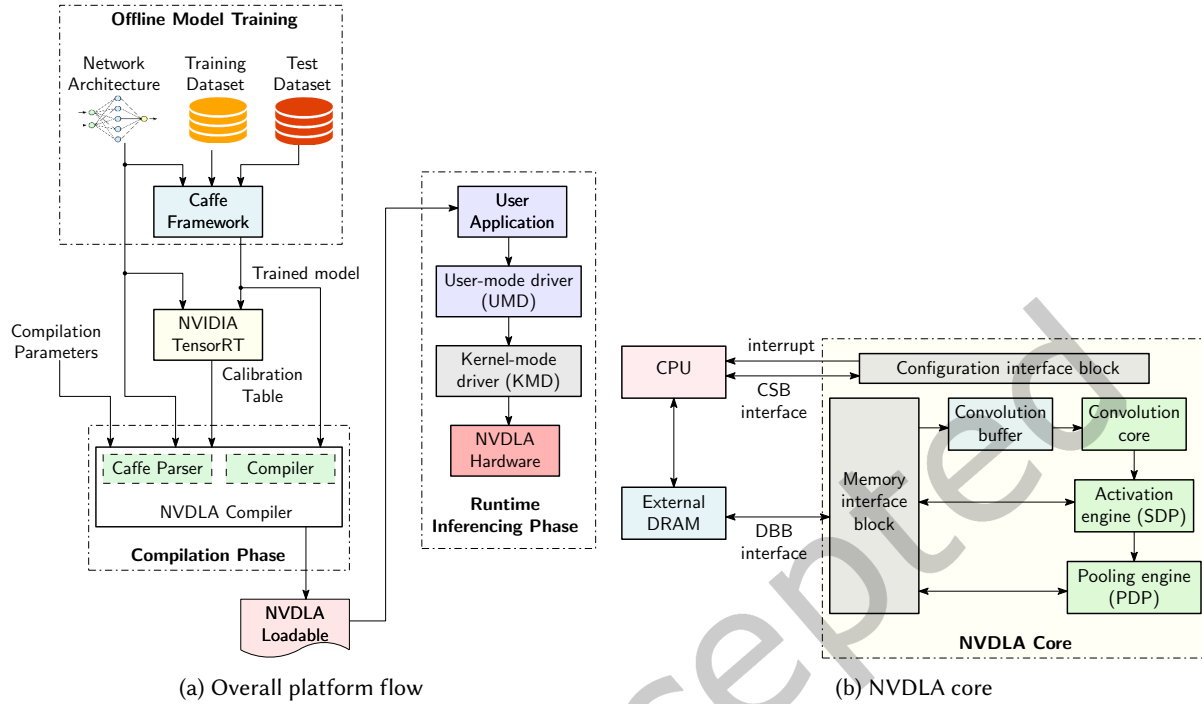 Offline Model Training
Network
Architecture
Training
Dataset
Test
Dataset
Caffe
Framework
Trained model
NVIDIA
TensorRT
Compilation
Parameters
Calibration
Table
Caffe Parser
Compiler
NVDLA Compiler
Compilation Phase
NVDLA
Loadable
User
Application
User-mode driver
(UMD)
Kernel-mode
driver (KMD)
NVDLA
Hardware
Runtime
Inferencing Phase
(a) Overall platform flow
CPU
interrupt
CSB
interface
External
DRAM
DBB
interface
Configuration interface block
Memory
interface
block
Convolution
buffer
Convolution
core
Activation
engine (SDP)
Pooling engine
(PDP)
NVDLA Core
(b) NVDLA core
cepted